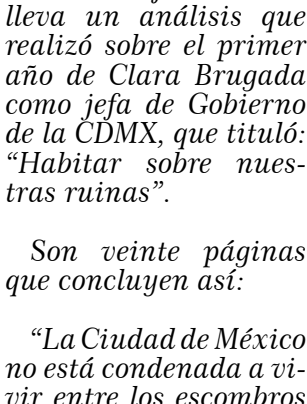 lleva un análisis que
realizó sobre el primer
año de Clara Brugada
como jefa de Gobierno
de la CDMX, que tituló:
“Habitar sobre nues-
tras ruinas”.
Son veinte páginas
que concluyen así:
“La Ciudad de México
no está condenada a vi-
vir entre los escombros